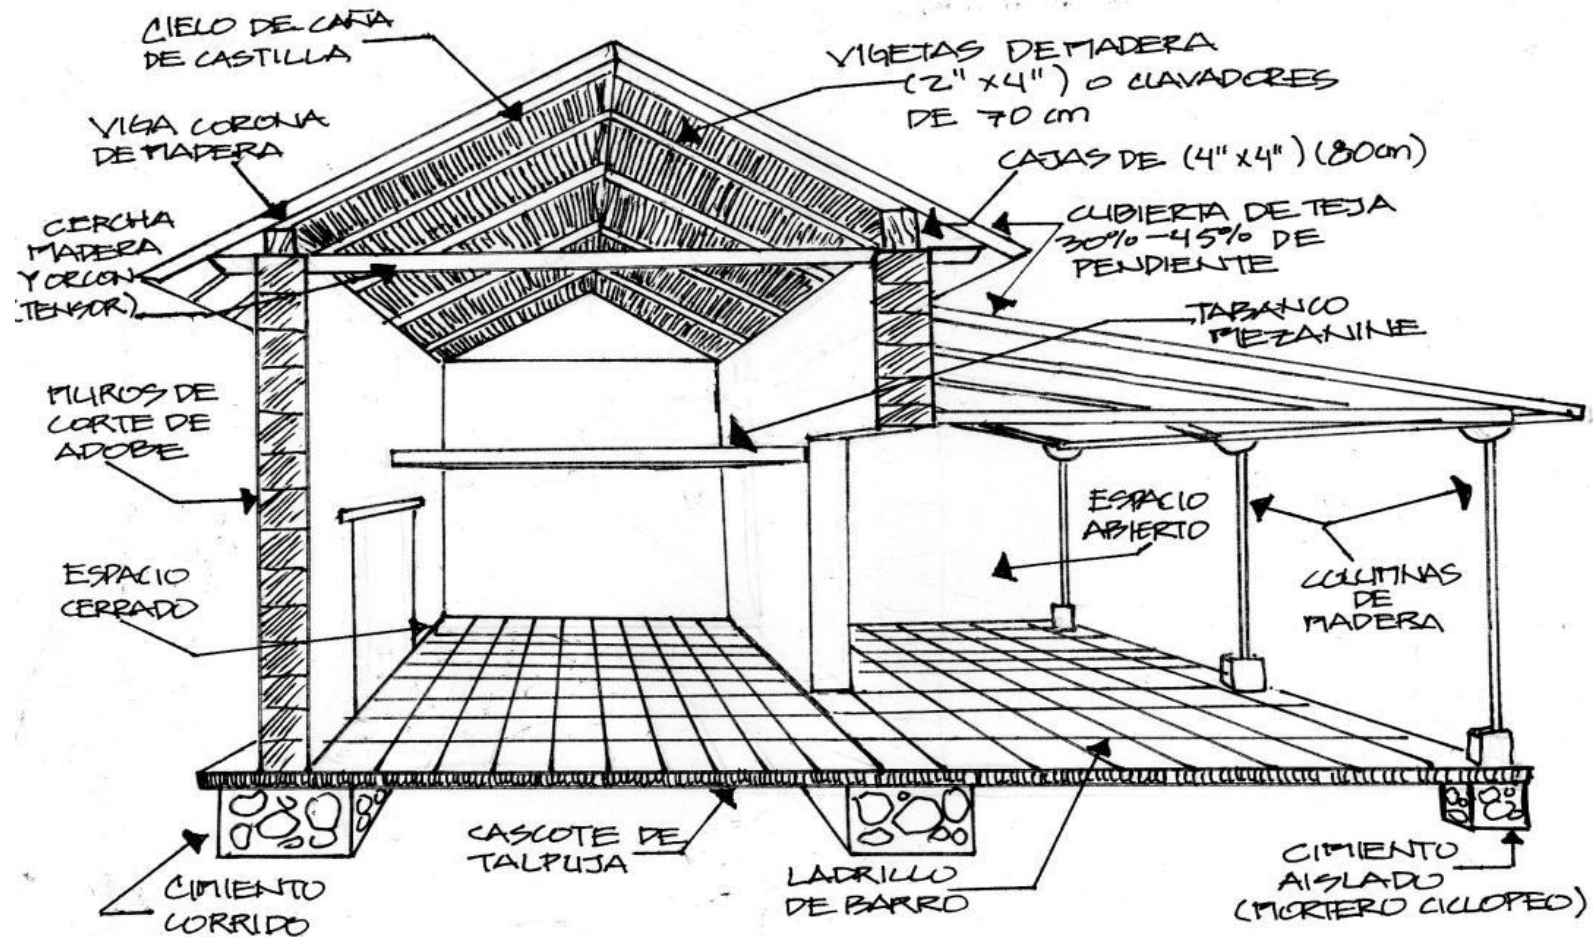 CIELO DE CAÑA
DE CASTILLA
VIGETAS DE MADERA
(2" x 4") O CLAVADORES
DE 70 cm
VIGA CORONA
DE MADERA
CAJAS DE (4" x 4") (80cm)
CERCHA
MADERA
Y ORCON
(TENSOR)
CUBIERTA DE TEJA
30% - 45% DE
PENDIENTE
TABANCO
MEZANINE
MUROS DE
CORTE DE
ADOBE
ESPACIO
ABIERTO
ESPACIO
CERRADO
COLUMNAS
DE
MADERA
CASCOTE DE
TALPUJA
LADRILLO
DE BARRO
CIMIENTO
AISLADO
(MORTERO CICLOPEO)
CIMIENTO
CORRIDO